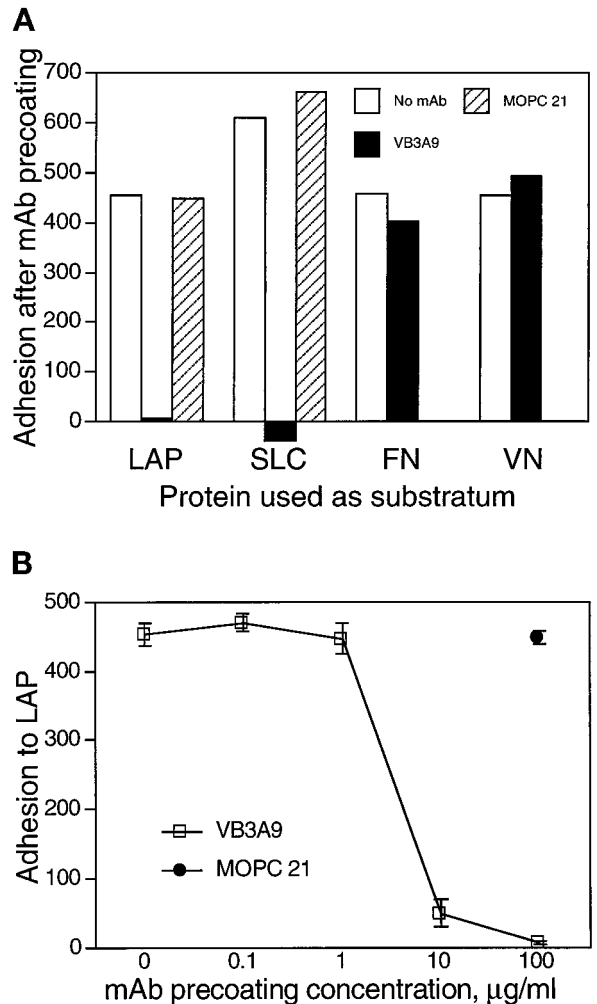 A
Adhesion after mAb precoating
700
600
500
400
300
200
100
0
No mAb
MOPC 21
VB3A9
LAP SLC FN VN
Protein used as substratum
B
Adhesion to LAP
500
400
300
200
100
0
VB3A9
MOPC 21
0 0.1 1 10 100
mAb precoating concentration, μg/ml